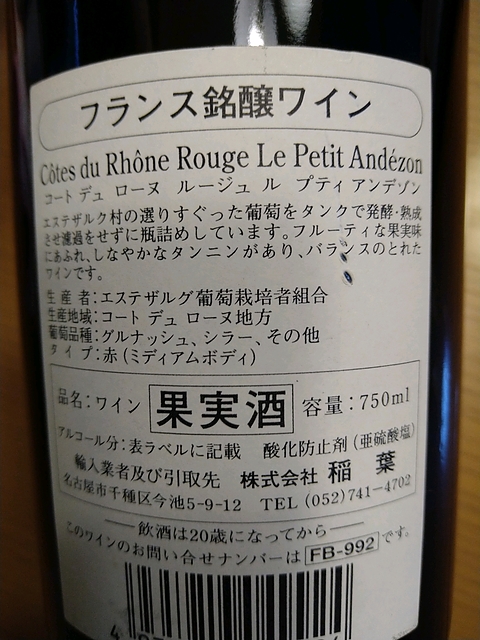 フランス銘醸ワイン
Côtes du Rhône Rouge Le Petit Andézon
コート デュ ローヌ ルージュ ル プティ アンデゾン
エステザルク村の選りすぐった葡萄をタンクで発酵・熟成
させ濾過をせずに瓶詰めしています。フルーティな果実味
にあふれ、しなやかなタンニンがあり、バランスのとれた
ワインです。
生産者：エステザルグ葡萄栽培者組合
生産地域：コート デュ ローヌ地方
葡萄品種：グルナッシュ、シラー、その他
タイプ：赤（ミディアムボディ）
品名：ワイン 果実酒 容量：750ml
アルコール分：表ラベルに記載 酸化防止剤（亜硫酸塩）
輸入業者及び引取先 株式会社 稲葉
名古屋市千種区今池5-9-12 TEL (052)741-4702
飲酒は20歳になってから
このワインのお問い合せナンバーは FB-992 です。